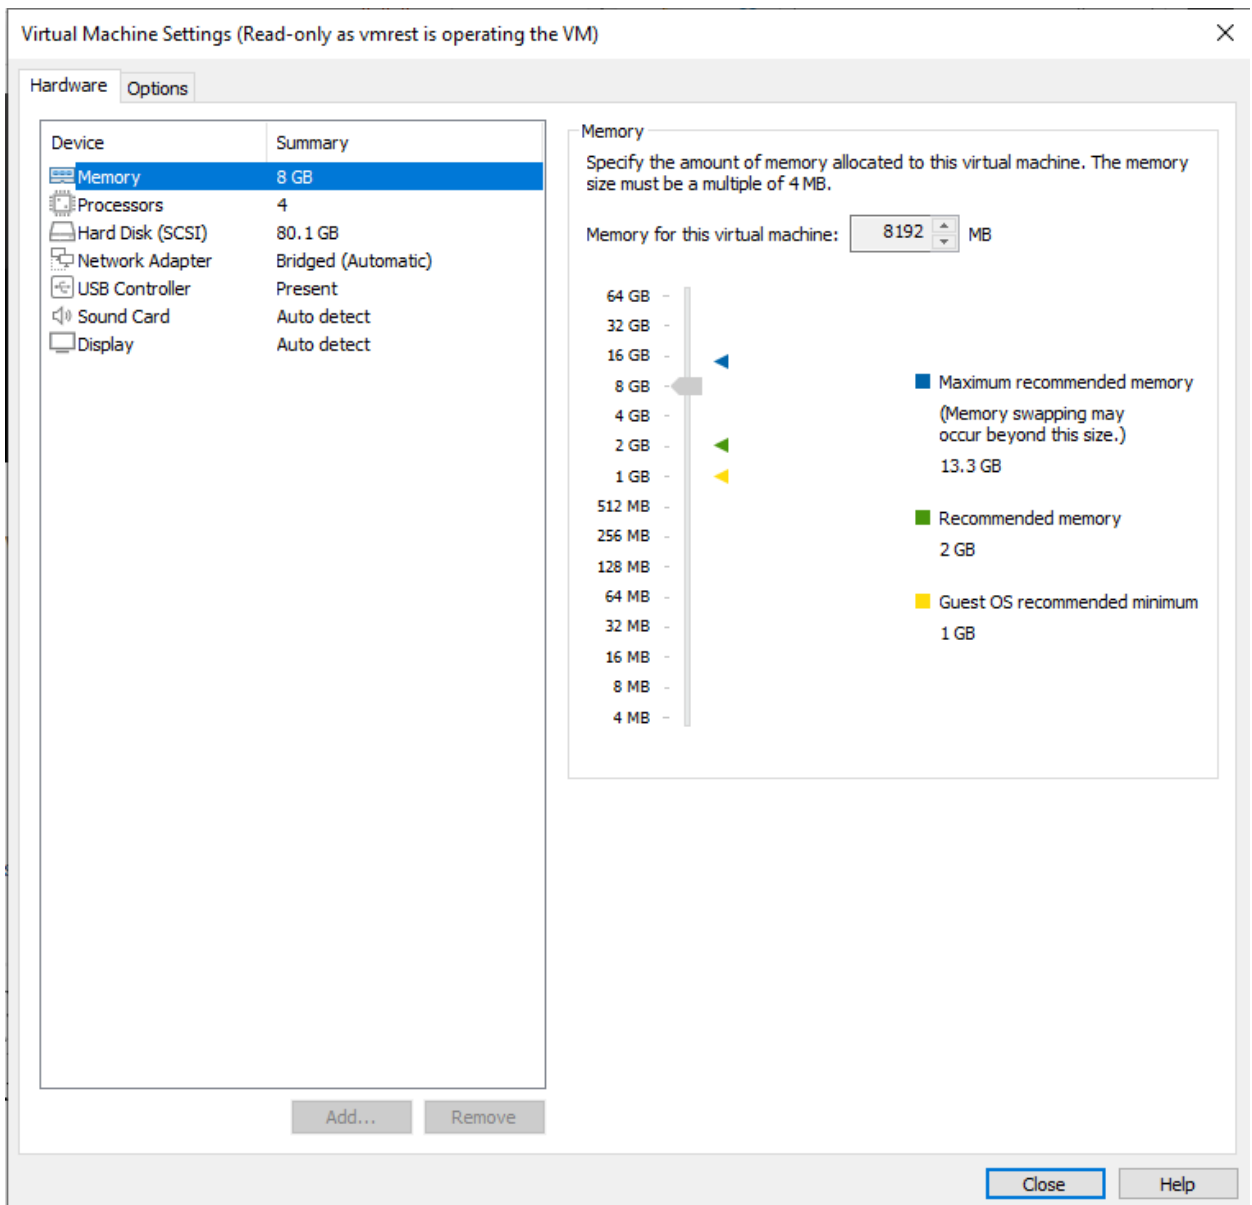 Virtual Machine Settings (Read-only as vmrest is operating the VM)
Hardware
Options
Device Summary
Memory 8 GB
Processors 4
Hard Disk (SCSI) 80.1 GB
Network Adapter Bridged (Automatic)
USB Controller Present
Sound Card Auto detect
Display Auto detect
Add...
Remove
Memory
Specify the amount of memory allocated to this virtual machine. The memory
size must be a multiple of 4 MB.
Memory for this virtual machine: 8192 MB
64 GB
32 GB
16 GB
8 GB
4 GB
2 GB
1 GB
512 MB
256 MB
128 MB
64 MB
32 MB
16 MB
8 MB
4 MB
Maximum recommended memory
(Memory swapping may
occur beyond this size.)
13.3 GB
Recommended memory
2 GB
Guest OS recommended minimum
1 GB
Close
Help